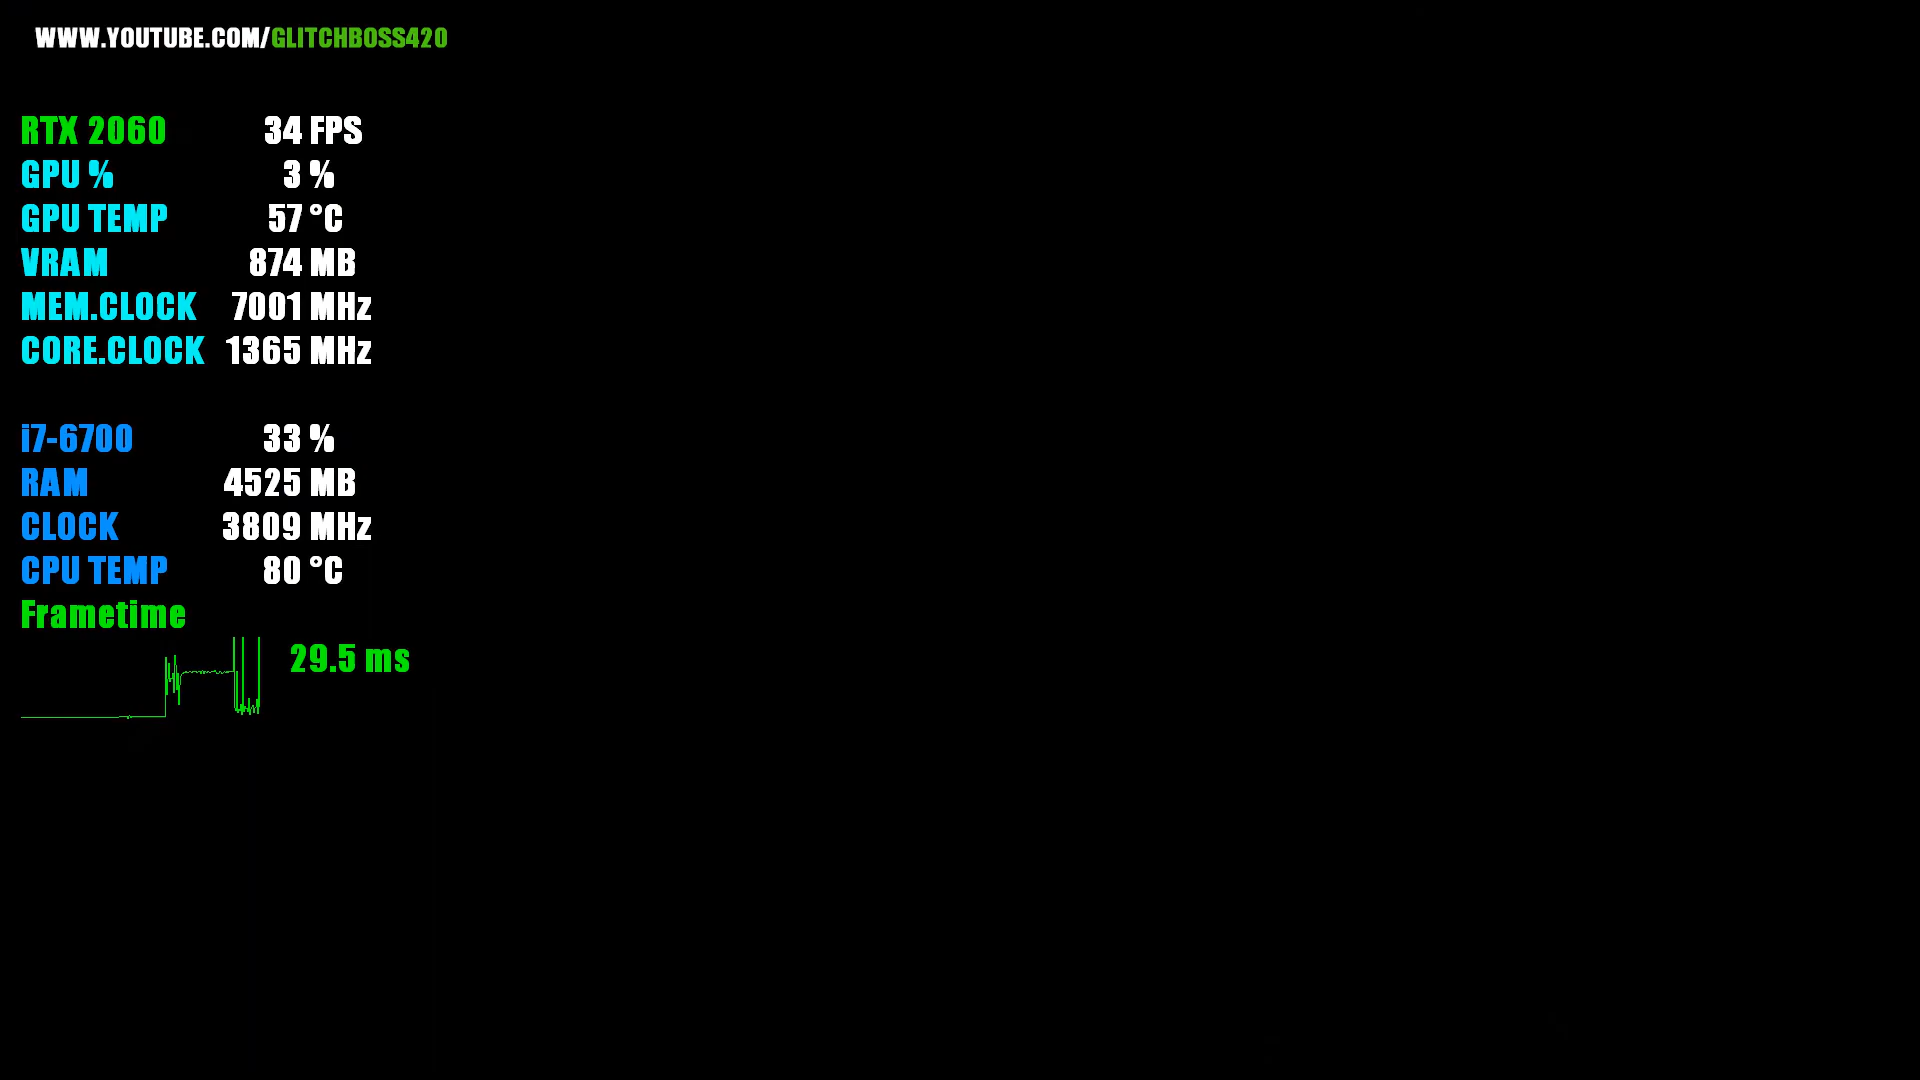 WWW.YOUTUBE.COM/GLITCHBOSS420
RTX 2060 34 FPS
GPU % 3 %
GPU TEMP 57 °C
VRAM 874 MB
MEM.CLOCK 7001 MHz
CORE.CLOCK 1365 MHz
i7-6700 33 %
RAM 4525 MB
CLOCK 3809 MHz
CPU TEMP 80 °C
Frametime
29.5 ms